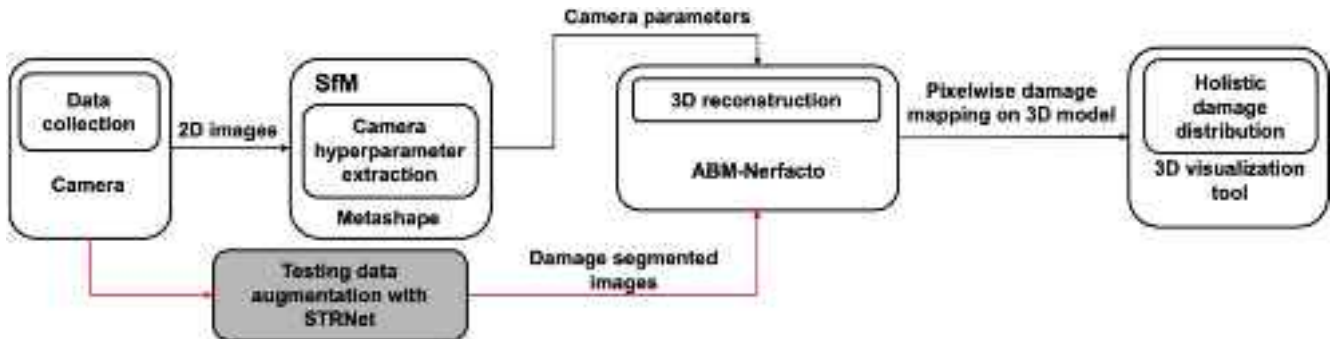 Camera parameters
Data
collection
Camera
2D images
SfM
Camera
hyperparameter
extraction
Metashape
3D reconstruction
ABM-Nerfacto
Pixelwise damage
mapping on 3D model
Holistic
damage
distribution
3D visualization
tool
Testing data
augmentation with
STRNet
Damage segmented
images